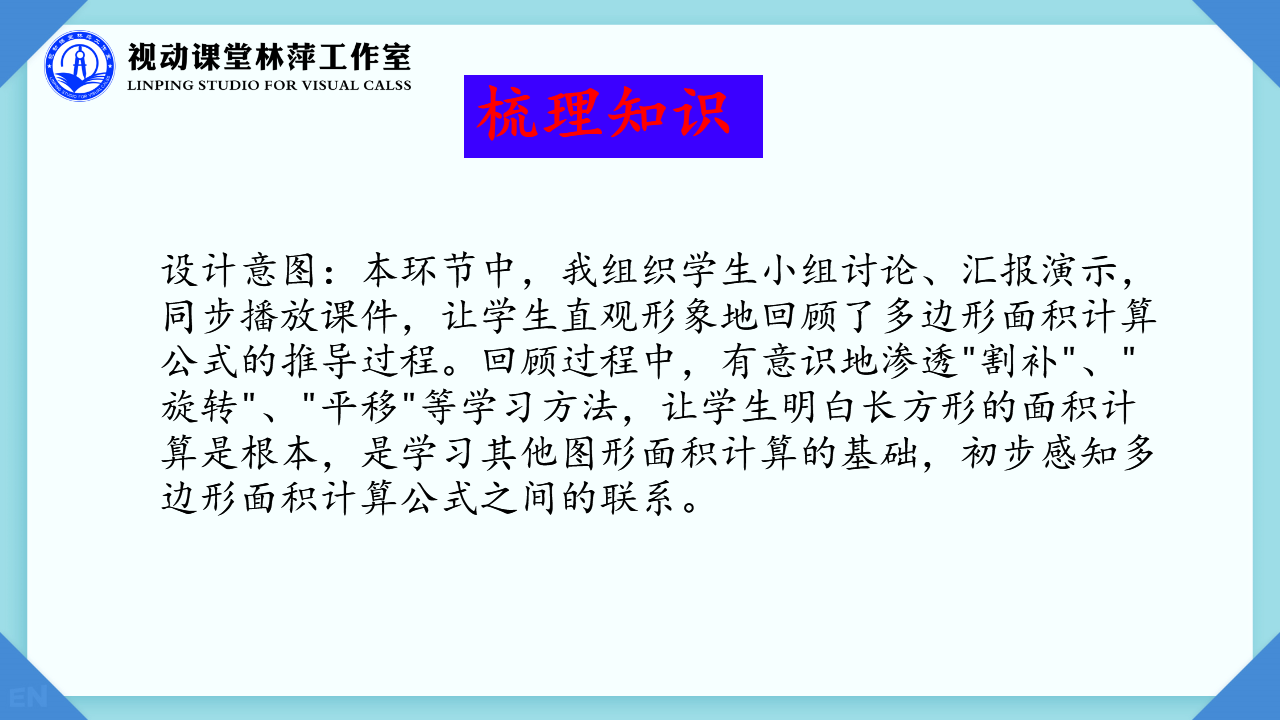 视动课堂林萍工作室
LINPING STUDIO FOR VISUAL CALSS
梳理知识
设计意图：本环节中，我组织学生小组讨论、汇报演示，
同步播放课件，让学生直观形象地回顾了多边形面积计算
公式的推导过程。回顾过程中，有意识地渗透"割补"、"
旋转"、"平移"等学习方法，让学生明白长方形的面积计
算是根本，是学习其他图形面积计算的基础，初步感知多
边形面积计算公式之间的联系。
EN